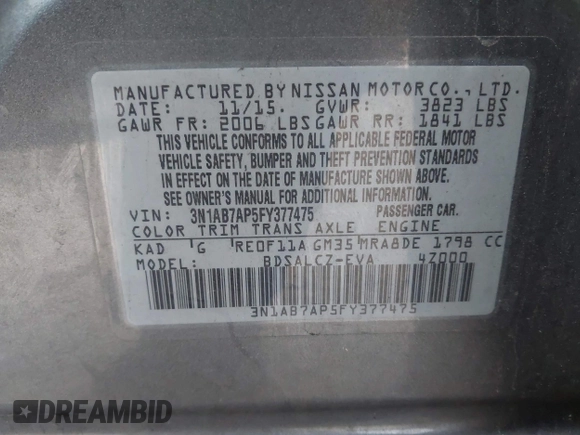 MANUFACTURED BY NISSAN MOTOR CO., LTD.
DATE: 11/15. GVWR: 3823 LBS
GAWR FR: 2006 LBS GAWR RR: 1841 LBS
THIS VEHICLE CONFORMS TO ALL APPLICABLE FEDERAL MOTOR
VEHICLE SAFETY, BUMPER AND THEFT PREVENTION STANDARDS
IN EFFECT ON THE DATE OF MANUFACTURE SHOWN ABOVE.
SEE OWNER'S MANUAL FOR ADDITIONAL INFORMATION.
VIN: 3N1AB7AP5FY377475 PASSENGER CAR.
COLOR TRIM TRANS AXLE ENGINE
KAD G RE0F11A GM35 MRA8DE 1798 CC
MODEL: BDSALCZ-EVA 4Z000
3N1AB7AP5FY377475
DREAMBID